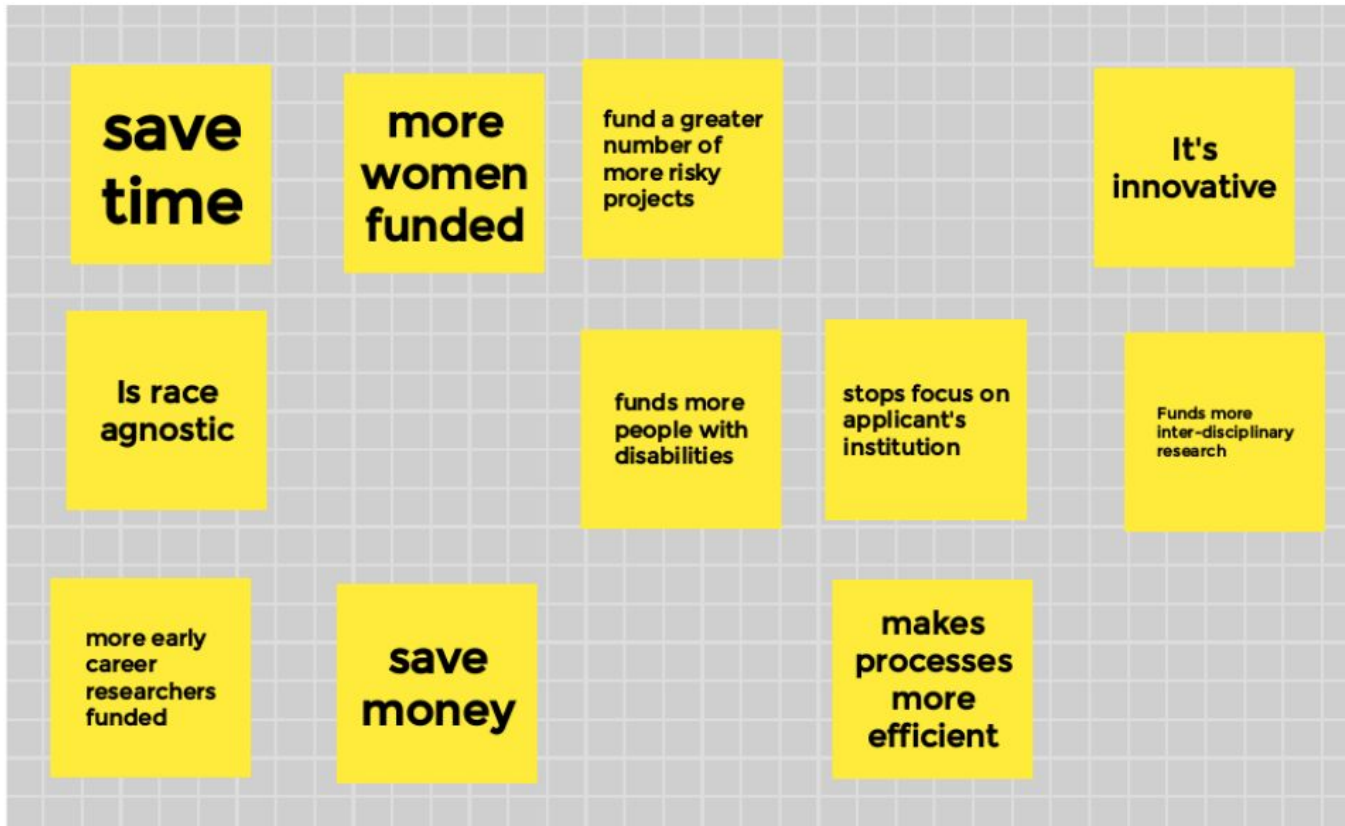 save
time
more
women
funded
fund a greater
number of
more risky
projects
It's
innovative
Is race
agnostic
funds more
people with
disabilities
stops focus on
applicant's
institution
Funds more
inter-disciplinary
research
more early
career
researchers
funded
save
money
makes
processes
more
efficient